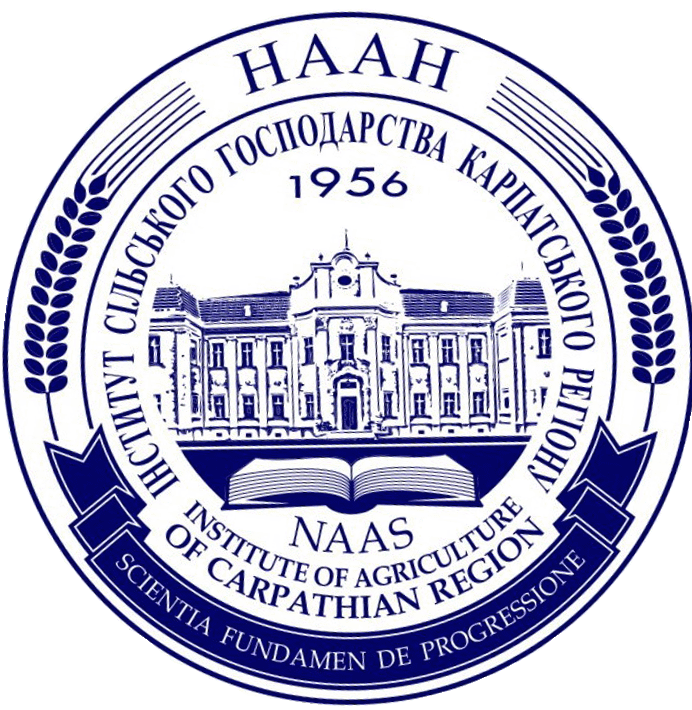 НААН
ІНСТИТУТ СІЛЬСЬКОГО ГОСПОДАРСТВА КАРПАТСЬКОГО РЕГІОНУ
1956
NAAS
INSTITUTE OF AGRICULTURE
OF CARPATHIAN REGION
SCIENTIA FUNDAMEN DE PROGRESSIONE